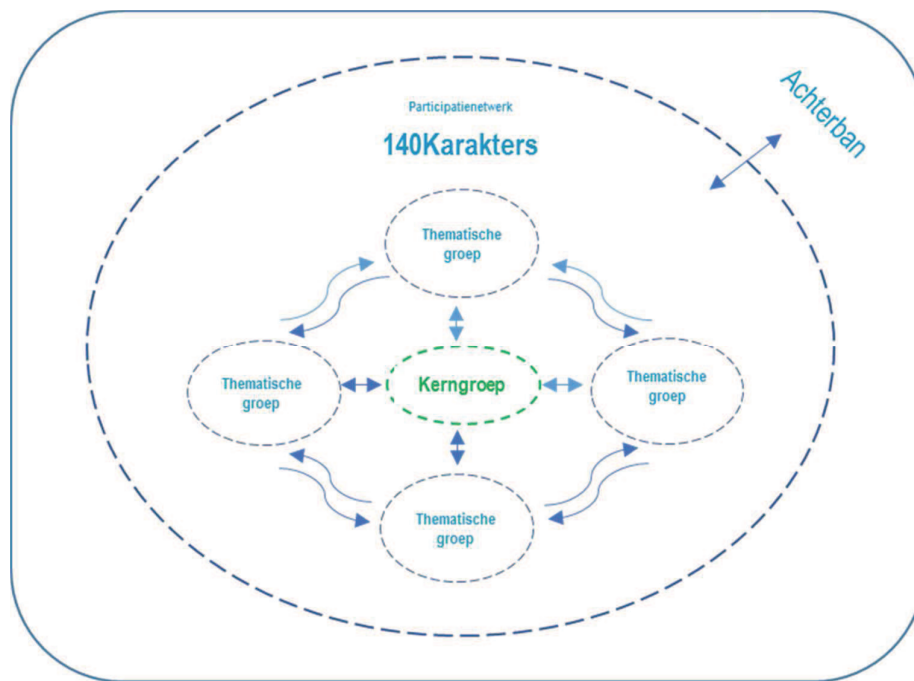 Participatienetwerk
140Karakters
Achterban
Thematische
groep
Thematische
groep
Kerngroep
Thematische
groep
Thematische
groep